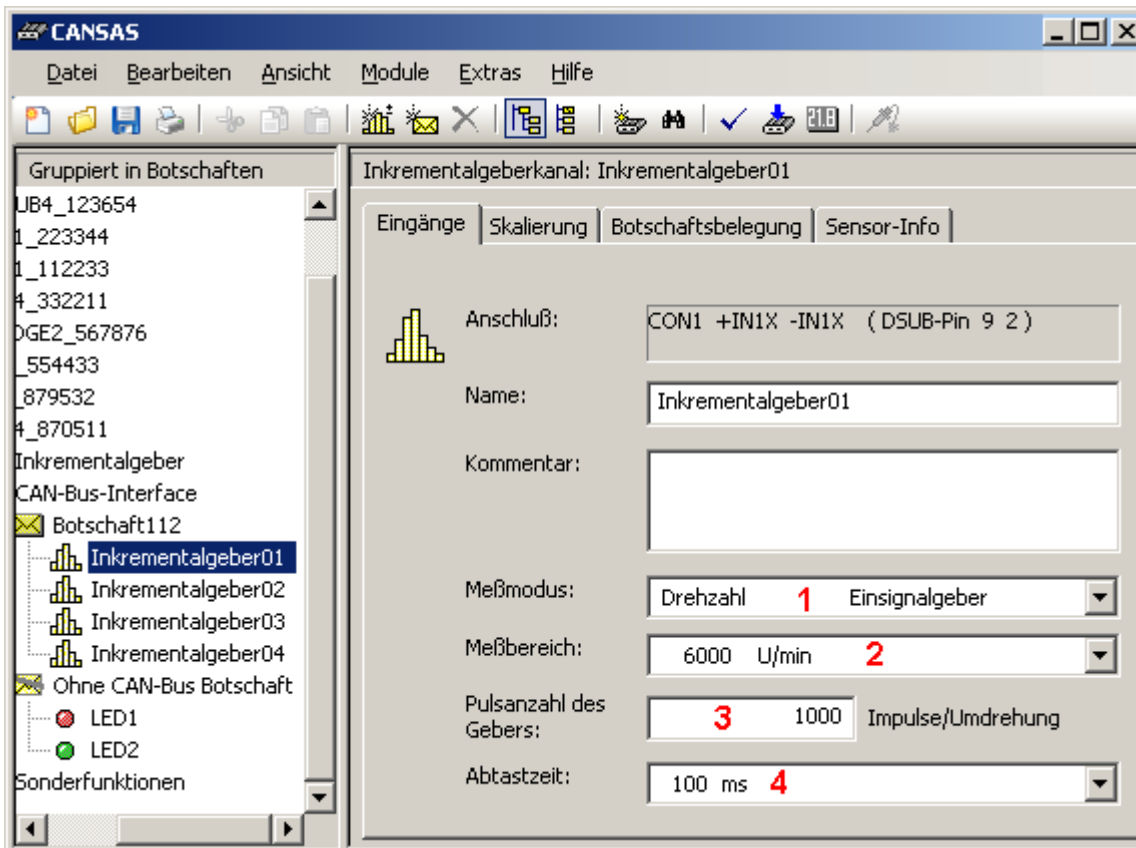 CANSAS
Datei Bearbeiten Ansicht Module Extras Hilfe
21.8
Gruppiert in Botschaften
UB4_123654
1_223344
1_112233
4_332211
DGE2_567876
_554433
_879532
4_870511
Inkrementalgeber
CAN-Bus-Interface
Botschaft112
Inkrementalgeber01
Inkrementalgeber02
Inkrementalgeber03
Inkrementalgeber04
Ohne CAN-Bus Botschaft
LED1
LED2
Sonderfunktionen
Inkrementalgeberkanal: Inkrementalgeber01
Eingänge Skalierung Botschaftsbelegung Sensor-Info
Anschluß: CON1 +IN1X -IN1X ( DSUB-Pin 9 2 )
Name: Inkrementalgeber01
Kommentar:
Meßmodus: Drehzahl 1 Einsignalgeber
Meßbereich: 6000 U/min 2
Pulsanzahl des
Gebers: 3 1000 Impulse/Umdrehung
Abtastzeit: 100 ms 4